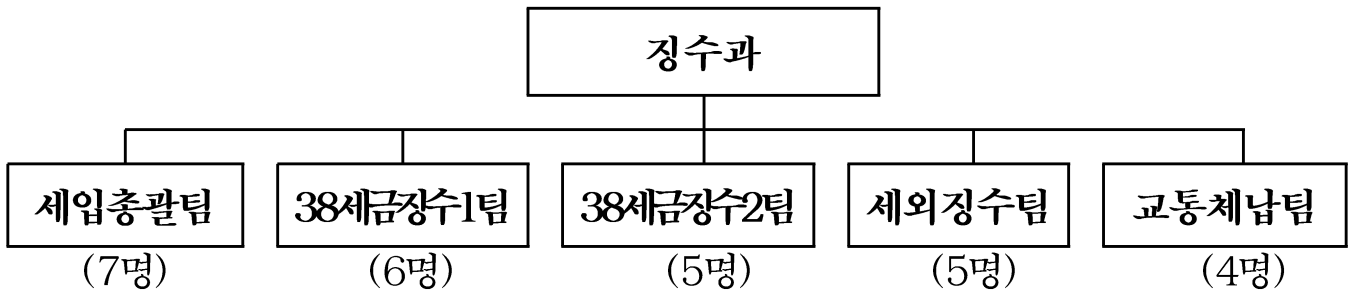 징수과
세입총괄팀 38세금징수1팀 38세금징수2팀 세외징수팀 교통체납팀
(7명) (6명) (5명) (5명) (4명)